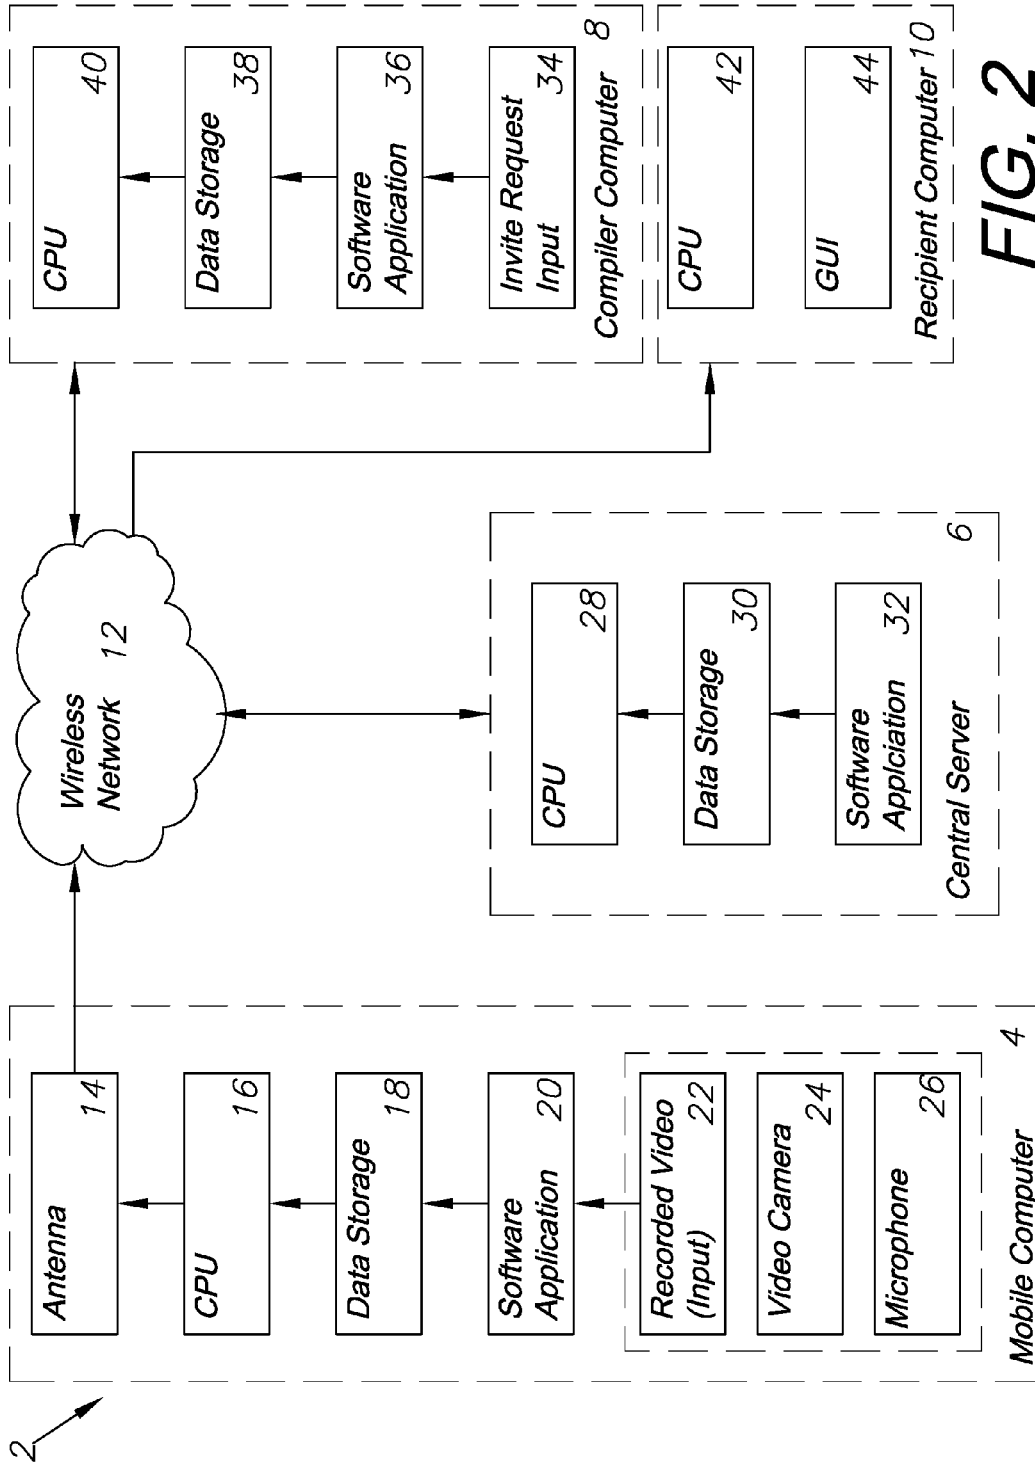 2
Antenna
14
CPU
16
Data Storage
18
Software
Application
20
Recorded Video
(Input)
22
Video Camera
24
Microphone
26
Mobile Computer
4
Wireless
Network
12
CPU
28
Data Storage
30
Software
Applciation
32
Central Server
6
CPU
40
Data Storage
38
Software
Application
36
Invite Request
Input
34
Compiler Computer
8
CPU
42
GUI
44
Recipient Computer
10
FIG. 2